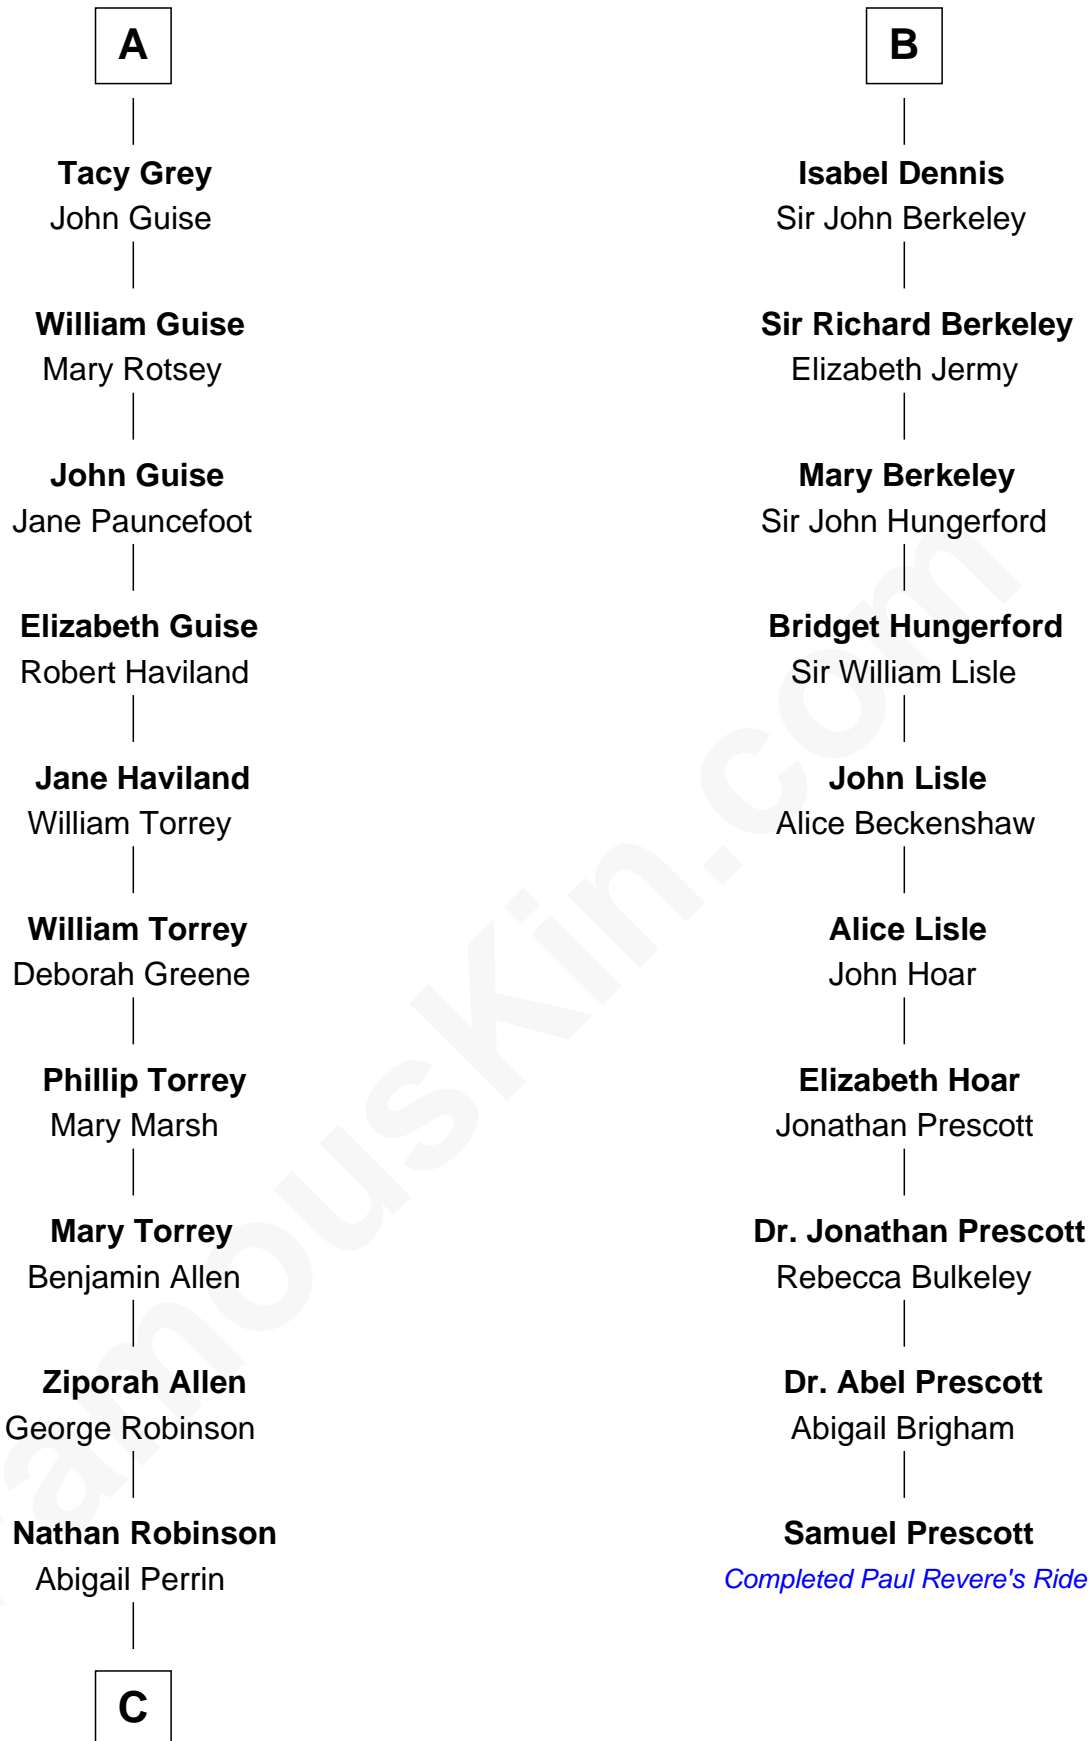 A
Tacy Grey
John Guise
William Guise
Mary Rotsey
John Guise
Jane Pauncefoot
Elizabeth Guise
Robert Haviland
Jane Haviland
William Torrey
William Torrey
Deborah Greene
Phillip Torrey
Mary Marsh
Mary Torrey
Benjamin Allen
Ziporah Allen
George Robinson
Nathan Robinson
Abigail Perrin
C
B
Isabel Dennis
Sir John Berkeley
Sir Richard Berkeley
Elizabeth Jermy
Mary Berkeley
Sir John Hungerford
Bridget Hungerford
Sir William Lisle
John Lisle
Alice Beckenshaw
Alice Lisle
John Hoar
Elizabeth Hoar
Jonathan Prescott
Dr. Jonathan Prescott
Rebecca Bulkeley
Dr. Abel Prescott
Abigail Brigham
Samuel Prescott
Completed Paul Revere's Ride
FamousKin.com